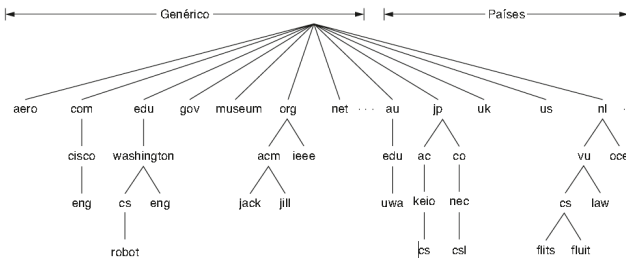 Genérico Países
aero com edu gov museum org net · · · au jp uk us nl
cisco washington acm ieee edu ac co vu oce
eng cs eng jack jill uwa keio nec cs law
robot cs csl flits fluit